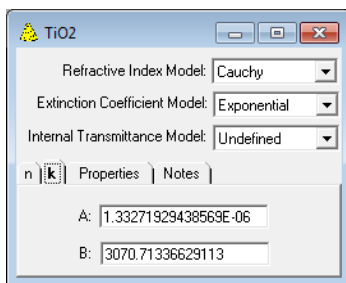 TiO2
Refractive Index Model: Cauchy
Extinction Coefficient Model: Exponential
Internal Transmittance Model: Undefined
n k Properties Notes
A: 1.33271929438569E-06
B: 3070.71336629113